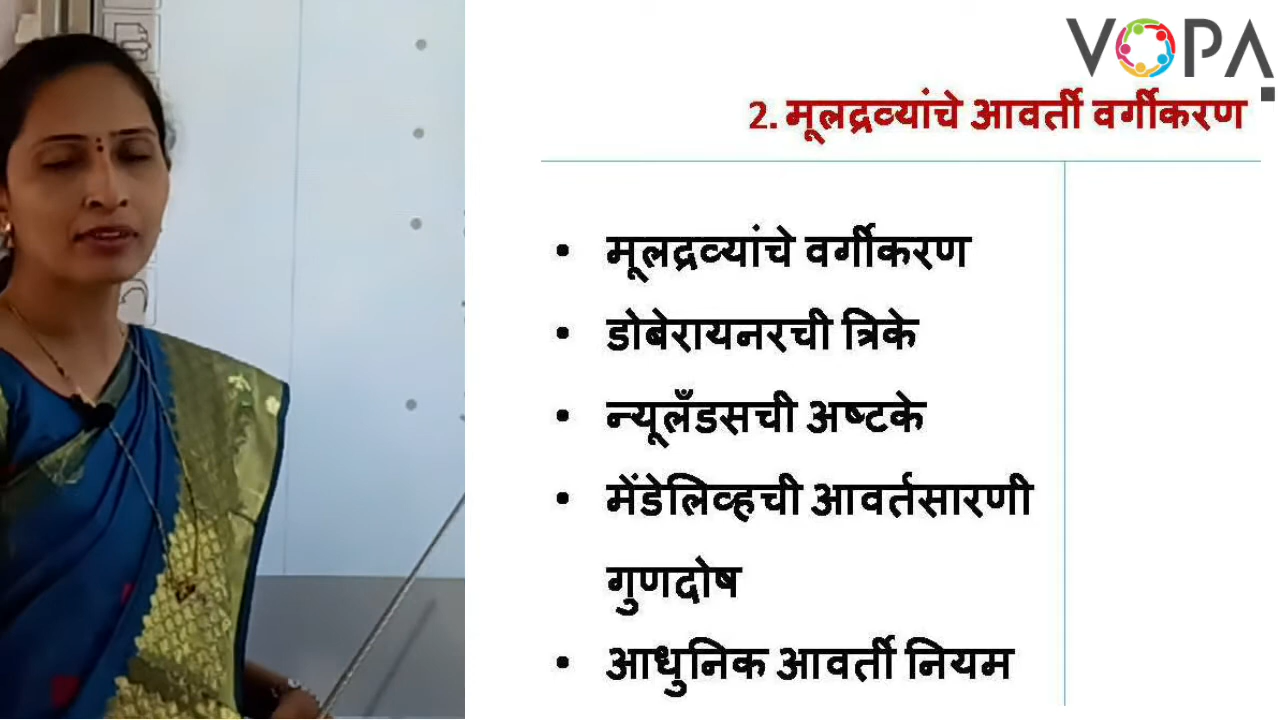 VOPA
2. मूलद्रव्यांचे आवर्ती वर्गीकरण
• मूलद्रव्यांचे वर्गीकरण
• डोबेरायनरची त्रिके
• न्यूलँडसची अष्टके
• मेंडेलिव्हची आवर्तसारणी
गुणदोष
• आधुनिक आवर्ती नियम